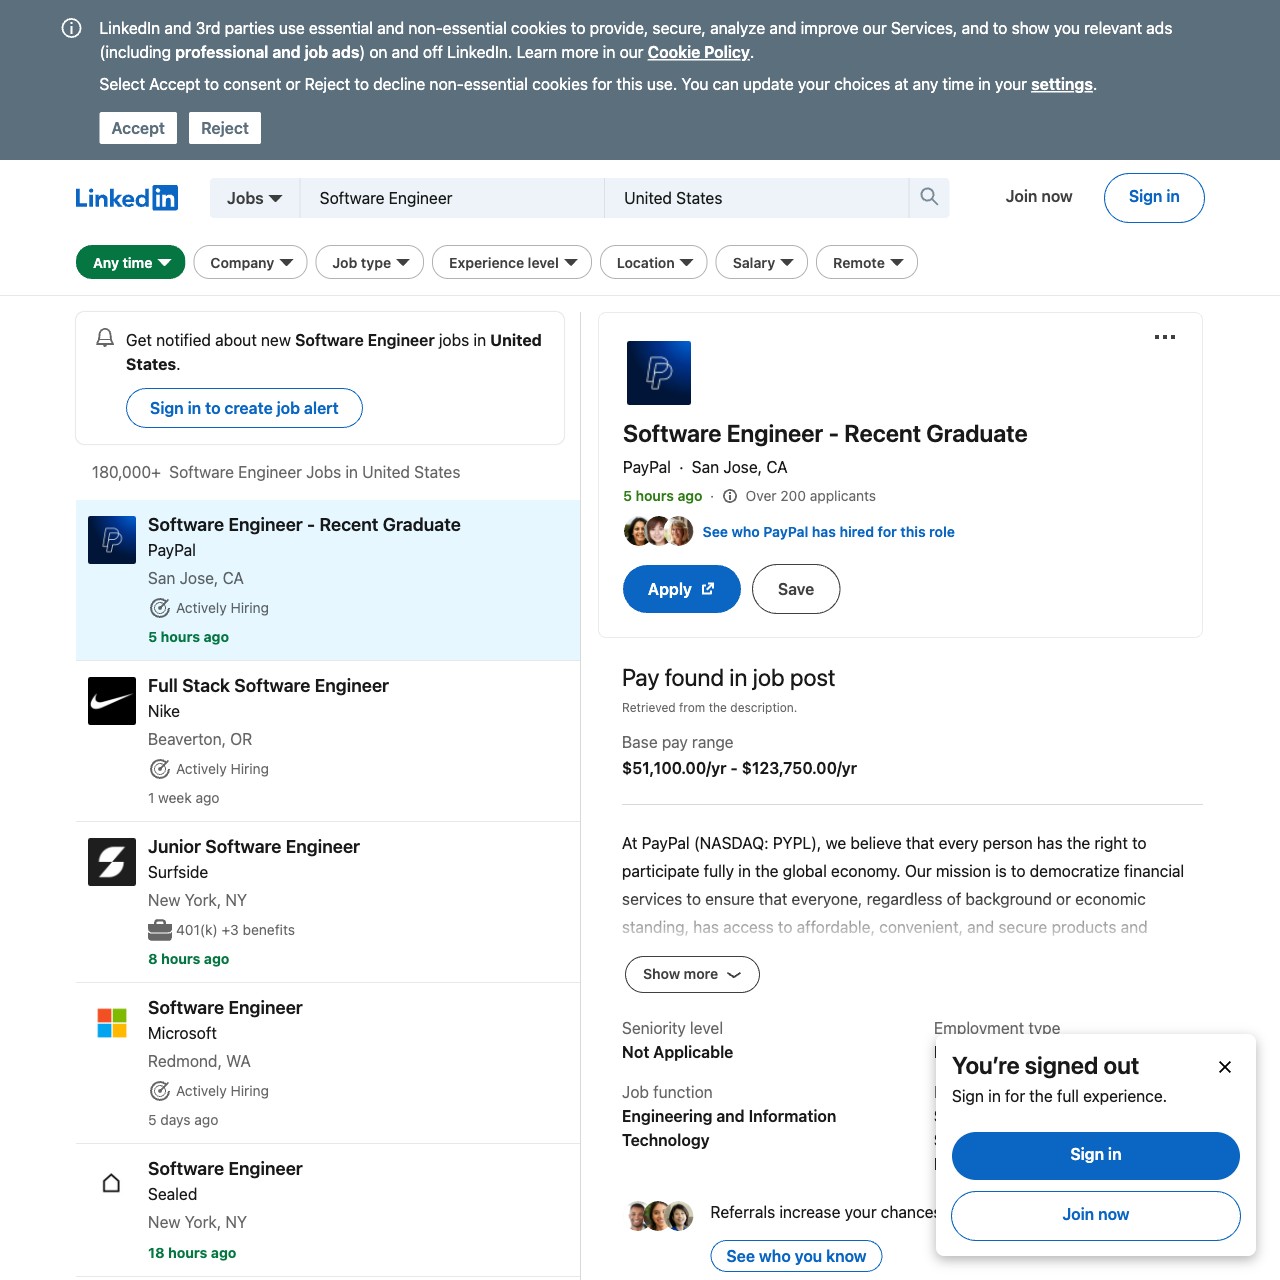 LinkedIn and 3rd parties use essential and non-essential cookies to provide, secure, analyze and improve our Services, and to show you relevant ads
(including professional and job ads) on and off LinkedIn. Learn more in our Cookie Policy.
Select Accept to consent or Reject to decline non-essential cookies for this use. You can update your choices at any time in your settings.
Accept Reject
Linkedin Jobs Software Engineer United States Join now Sign in
Any time Company Job type Experience level Location Salary Remote
Get notified about new Software Engineer jobs in United
States.
Sign in to create job alert
180,000+ Software Engineer Jobs in United States
Software Engineer - Recent Graduate
PayPal
San Jose, CA
Actively Hiring
5 hours ago
Full Stack Software Engineer
Nike
Beaverton, OR
Actively Hiring
1 week ago
Junior Software Engineer
Surfside
New York, NY
401(k) +3 benefits
8 hours ago
Software Engineer
Microsoft
Redmond, WA
Actively Hiring
5 days ago
Software Engineer
Sealed
New York, NY
18 hours ago
Software Engineer - Recent Graduate
PayPal · San Jose, CA
5 hours ago · Over 200 applicants
See who PayPal has hired for this role
Apply Save
Pay found in job post
Retrieved from the description.
Base pay range
$51,100.00/yr - $123,750.00/yr
At PayPal (NASDAQ: PYPL), we believe that every person has the right to
participate fully in the global economy. Our mission is to democratize financial
services to ensure that everyone, regardless of background or economic
standing, has access to affordable, convenient, and secure products and
Show more
Seniority level
Not Applicable
Employment type
Job function
Engineering and Information
Technology
Referrals increase your chances
See who you know
You're signed out
Sign in for the full experience.
Sign in
Join now